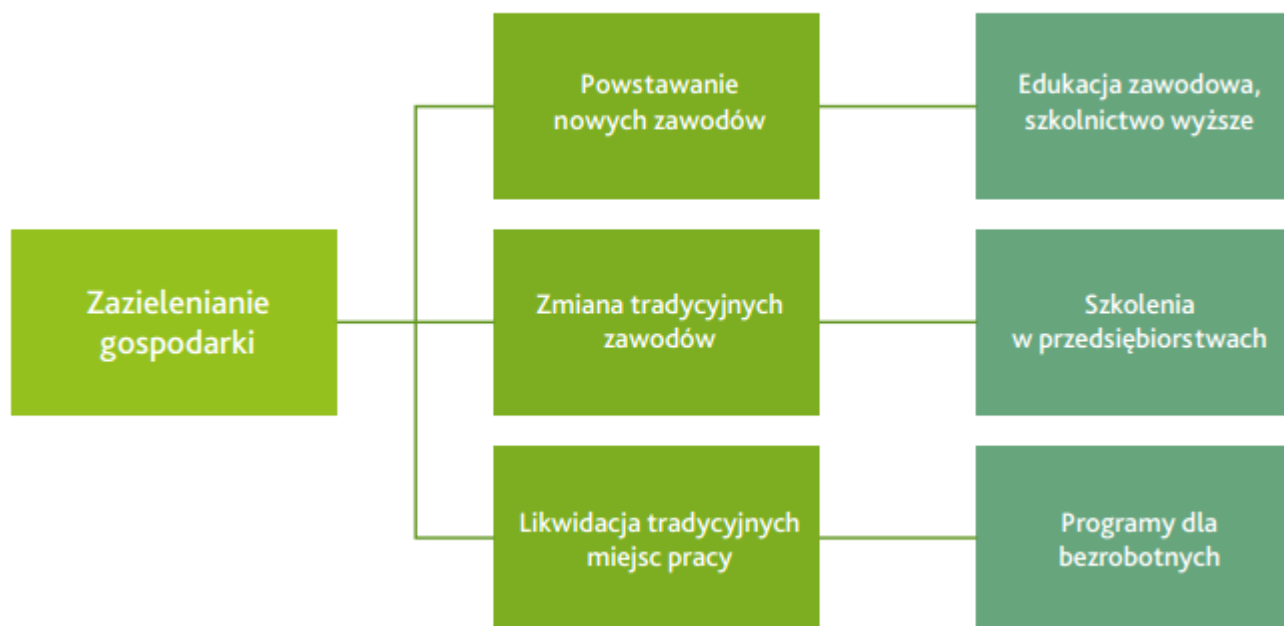 Powstawanie
nowych zawodów
Edukacja zawodowa,
szkolnictwo wyższe
Zazielenianie
gospodarki
Zmiana tradycyjnych
zawodów
Szkolenia
w przedsiębiorstwach
Likwidacja tradycyjnych
miejsc pracy
Programy dla
bezrobotnych